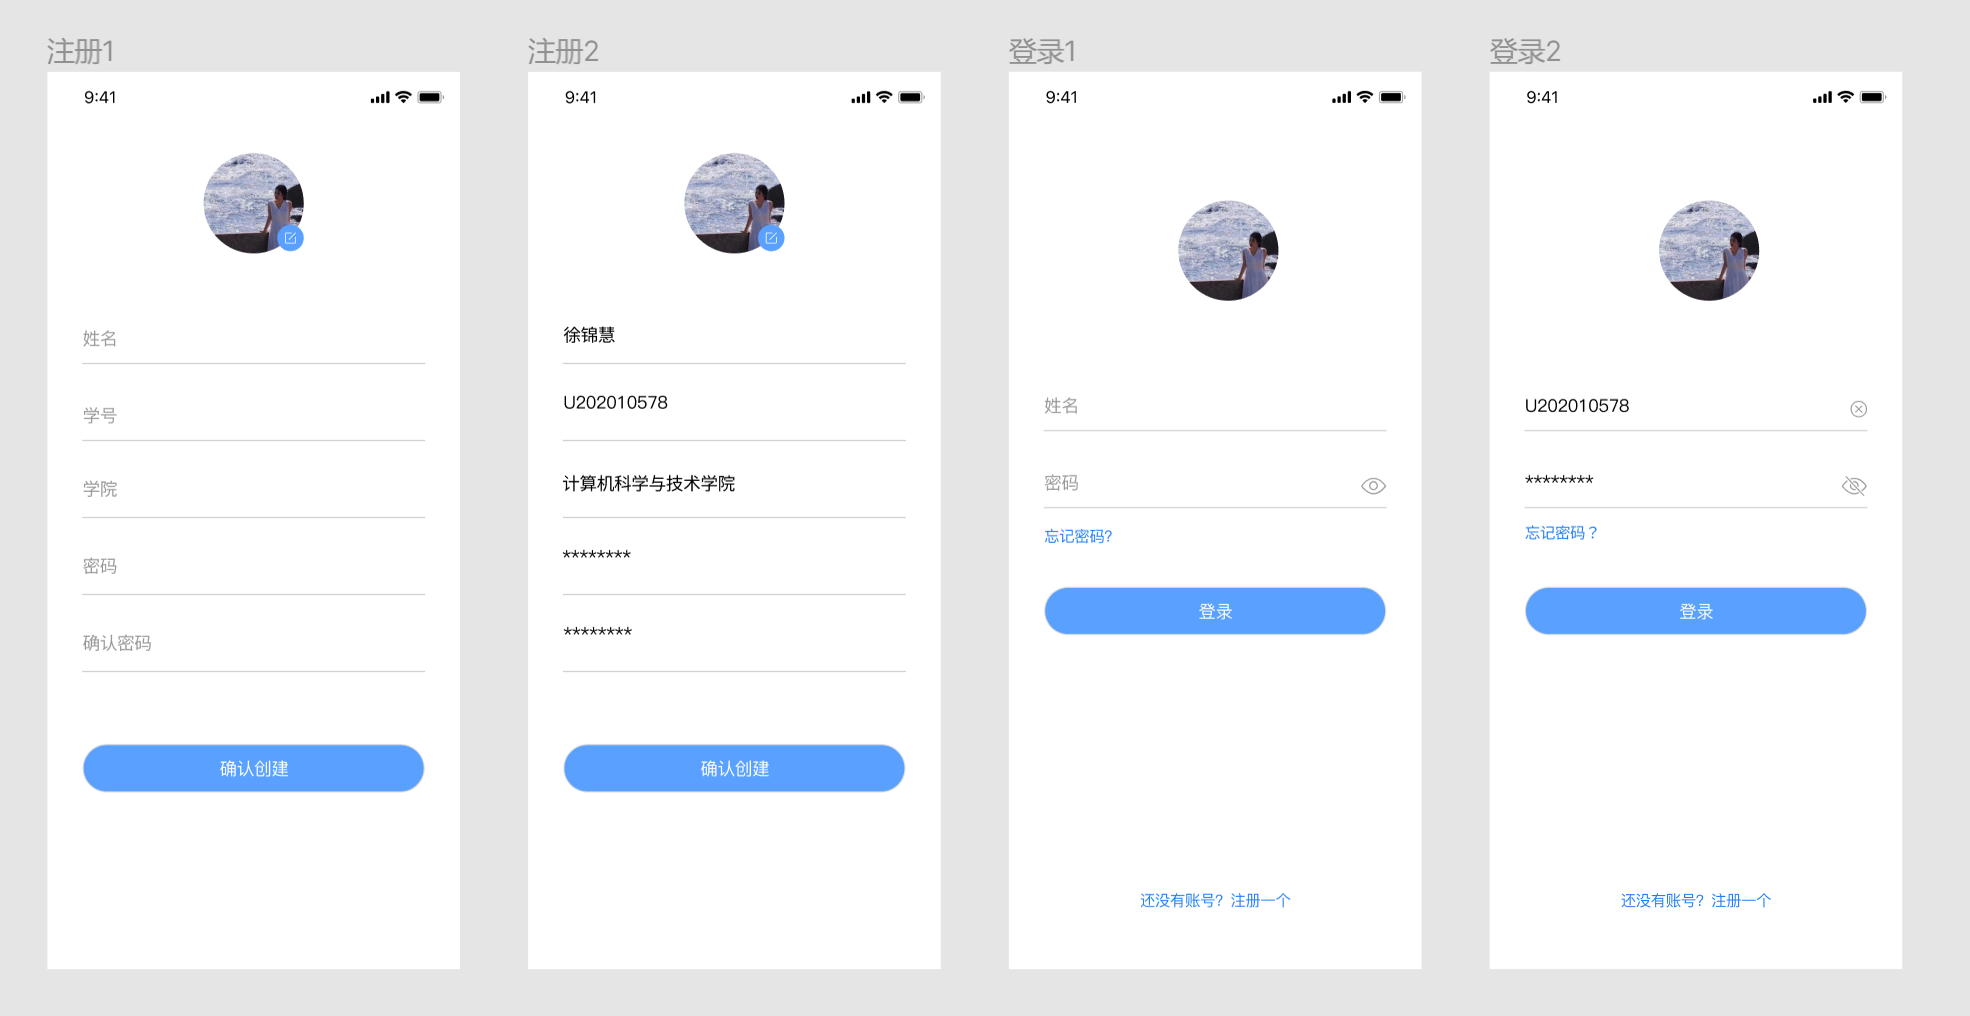 注册1
9:41
姓名
学号
学院
密码
确认密码
确认创建
注册2
9:41
徐锦慧
U202010578
计算机科学与技术学院
********
********
确认创建
登录1
9:41
姓名
密码
忘记密码?
登录
还没有账号? 注册一个
登录2
9:41
U202010578
********
忘记密码？
登录
还没有账号? 注册一个